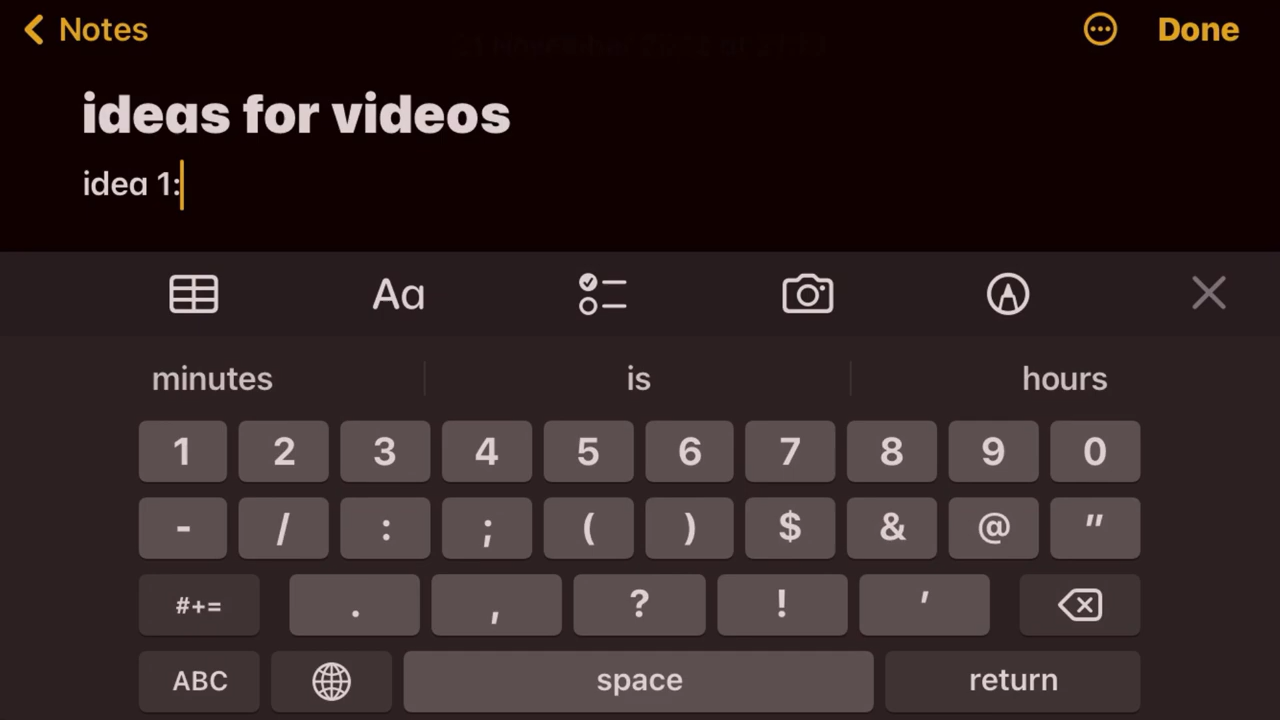 Notes
Done
ideas for videos
idea 1:
Aa
minutes is hours
1 2 3 4 5 6 7 8 9 0
- / : ; ( ) $ & @ "
#+= . , ? ! '
ABC space return